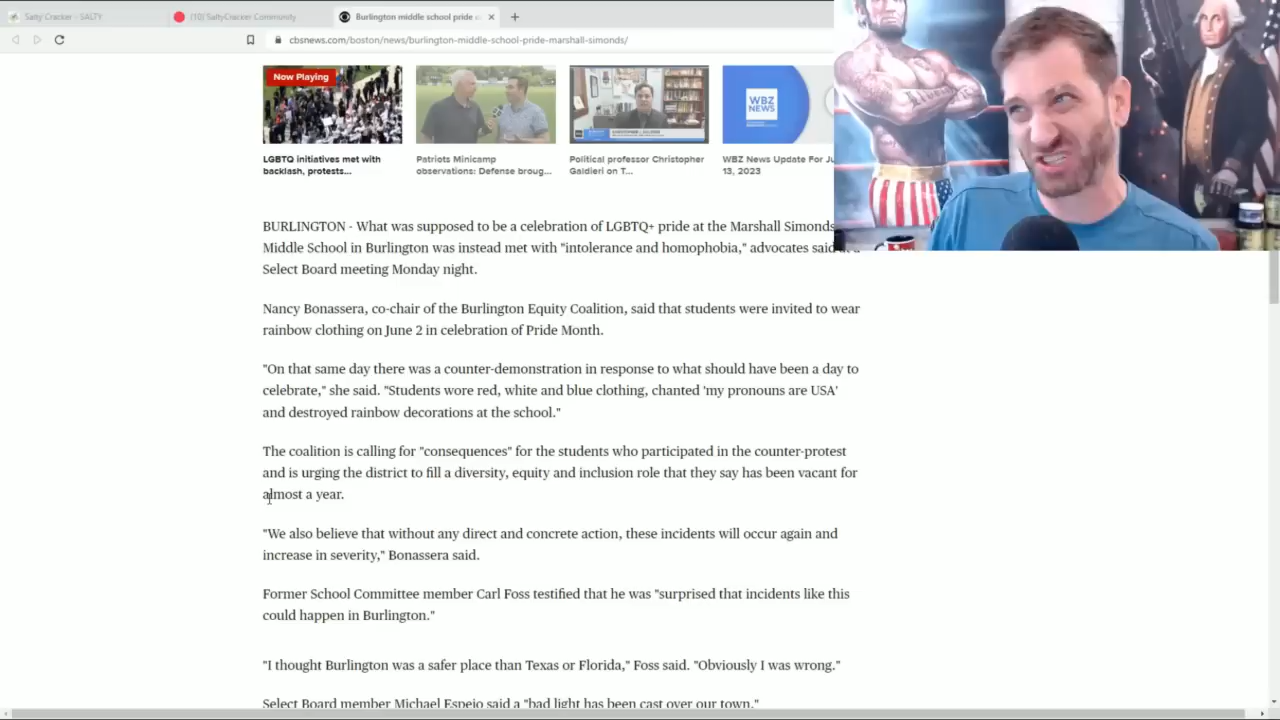 Salty Cracker - SALTY
(10) SaltyCracker Community
Burlington middle school pride
cbsnews.com/boston/news/burlington-middle-school-pride-marshall-simonds/
Now Playing
WBZ
NEWS
LGBTQ initiatives met with
backlash, protests...
Patriots Minicamp
observations: Defense broug...
Political professor Christopher
Galdieri on T...
WBZ News Update For
13, 2023
BURLINGTON - What was supposed to be a celebration of LGBTQ+ pride at the Marshall Simonds
Middle School in Burlington was instead met with "intolerance and homophobia," advocates said at a
Select Board meeting Monday night.
Nancy Bonassera, co-chair of the Burlington Equity Coalition, said that students were invited to wear
rainbow clothing on June 2 in celebration of Pride Month.
"On that same day there was a counter-demonstration in response to what should have been a day to
celebrate," she said. "Students wore red, white and blue clothing, chanted 'my pronouns are USA'
and destroyed rainbow decorations at the school."
The coalition is calling for "consequences" for the students who participated in the counter-protest
and is urging the district to fill a diversity, equity and inclusion role that they say has been vacant for
almost a year.
"We also believe that without any direct and concrete action, these incidents will occur again and
increase in severity," Bonassera said.
Former School Committee member Carl Foss testified that he was "surprised that incidents like this
could happen in Burlington."
"I thought Burlington was a safer place than Texas or Florida," Foss said. "Obviously I was wrong."
Select Board member Michael Espejo said a "bad light has been cast over our town."